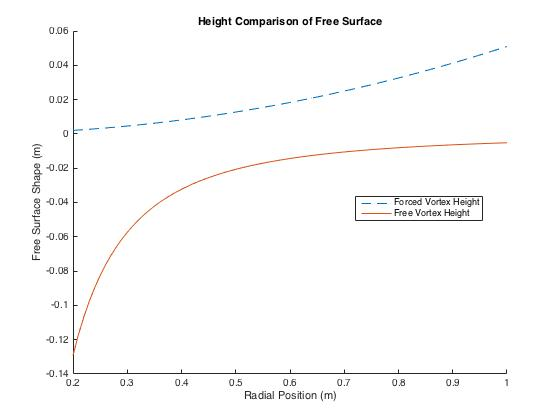 Height Comparison of Free Surface
0.06
0.04
0.02
0
-0.02
-0.04
-0.06
-0.08
-0.1
-0.12
-0.14
Free Surface Shape (m)
Forced Vortex Height
Free Vortex Height
0.2 0.3 0.4 0.5 0.6 0.7 0.8 0.9 1
Radial Position (m)